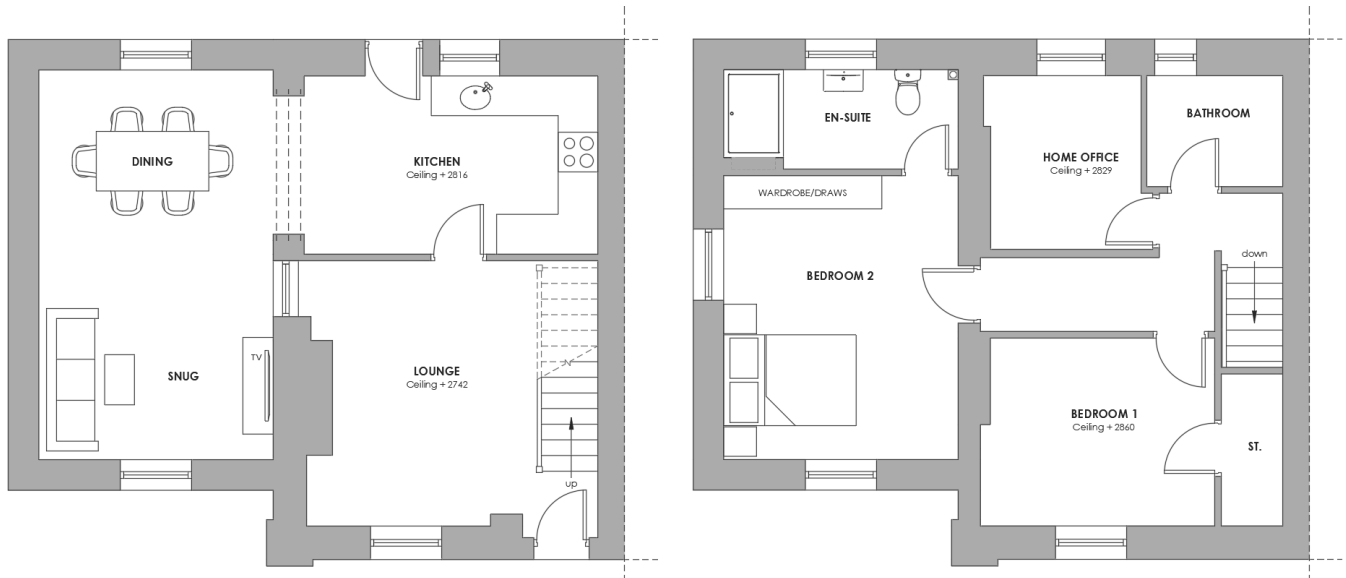 DINING
KITCHEN
Ceiling + 2816
TV
SNUG
LOUNGE
Ceiling + 2742
up
EN-SUITE
HOME OFFICE
Ceiling + 2829
BATHROOM
WARDROBE/DRAWS
BEDROOM 2
down
BEDROOM 1
Ceiling + 2860
ST.